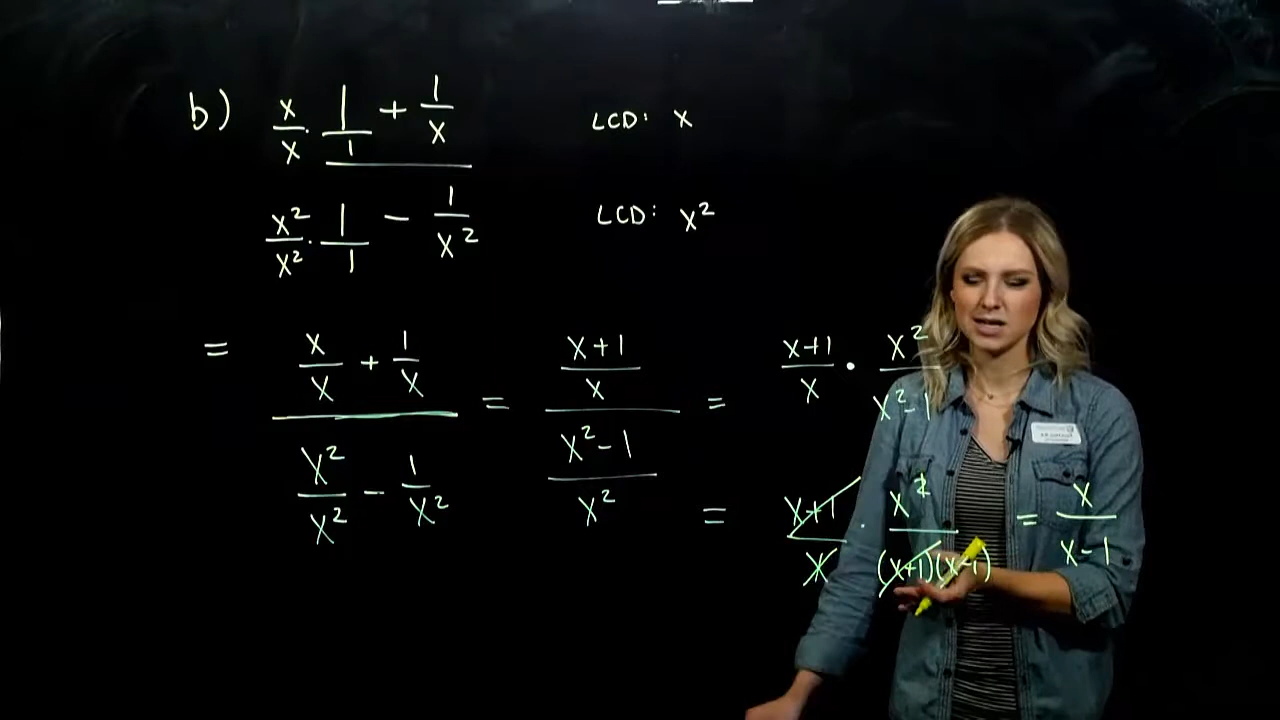 b) x/x · 1/1 + 1/x LCD: x
x²/x² · 1/1 − 1/x² LCD: x²
= (x/x + 1/x)/(x²/x² − 1/x²) = ((x+1)/x)/((x²−1)/x²) = (x+1)/x · x²/(x²−1)
= (x+1)/x · x²/((x+1)(x−1)) = x/(x−1)